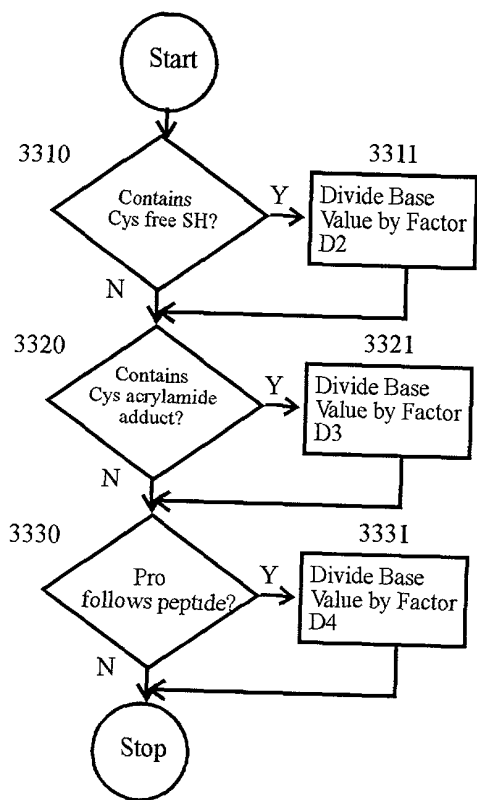 Start
3310
Contains
Cys free SH?
Y
3311
Divide Base
Value by Factor
D2
N
3320
Contains
Cys acrylamide
adduct?
Y
3321
Divide Base
Value by Factor
D3
N
3330
Pro
follows peptide?
Y
3331
Divide Base
Value by Factor
D4
N
Stop